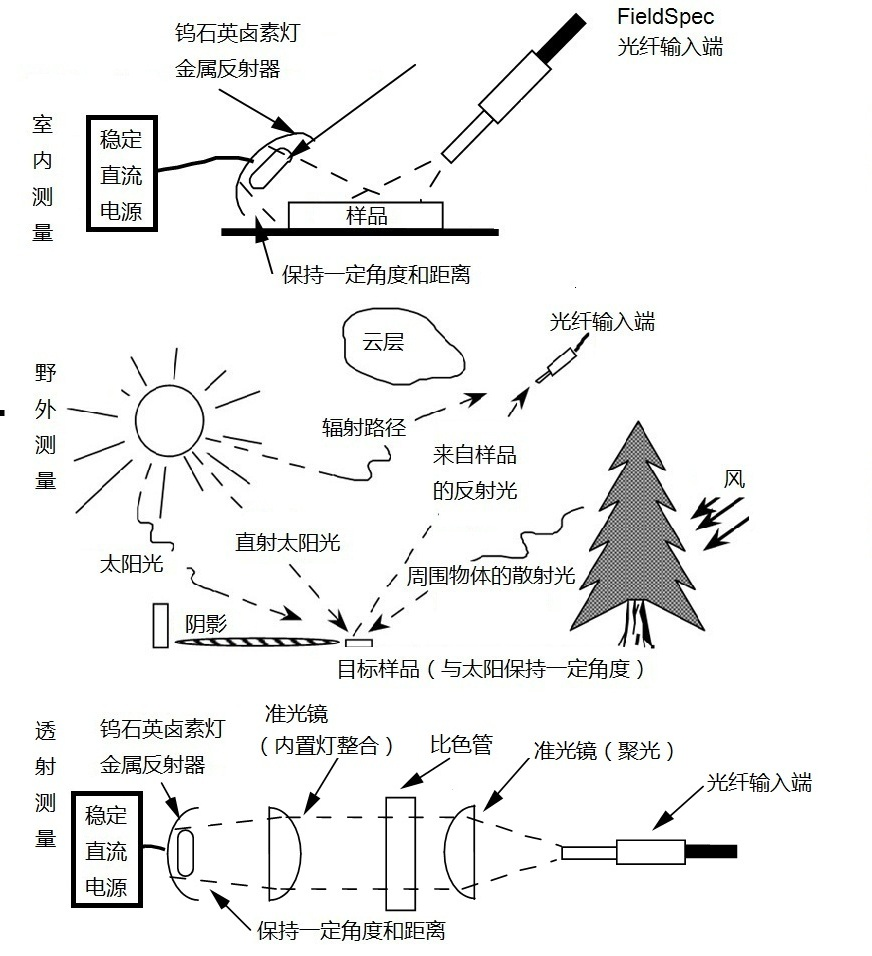 钨石英卤素灯
金属反射器
FieldSpec
光纤输入端
室内测量
稳定
直流
电源
样品
保持一定角度和距离
云层
光纤输入端
野外测量
辐射路径
来自样品
的反射光
风
太阳光
直射太阳光
周围物体的散射光
阴影
目标样品（与太阳保持一定角度）
透射测量
钨石英卤素灯
金属反射器
准光镜
（内置灯整合）
比色管
准光镜（聚光）
光纤输入端
稳定
直流
电源
保持一定角度和距离